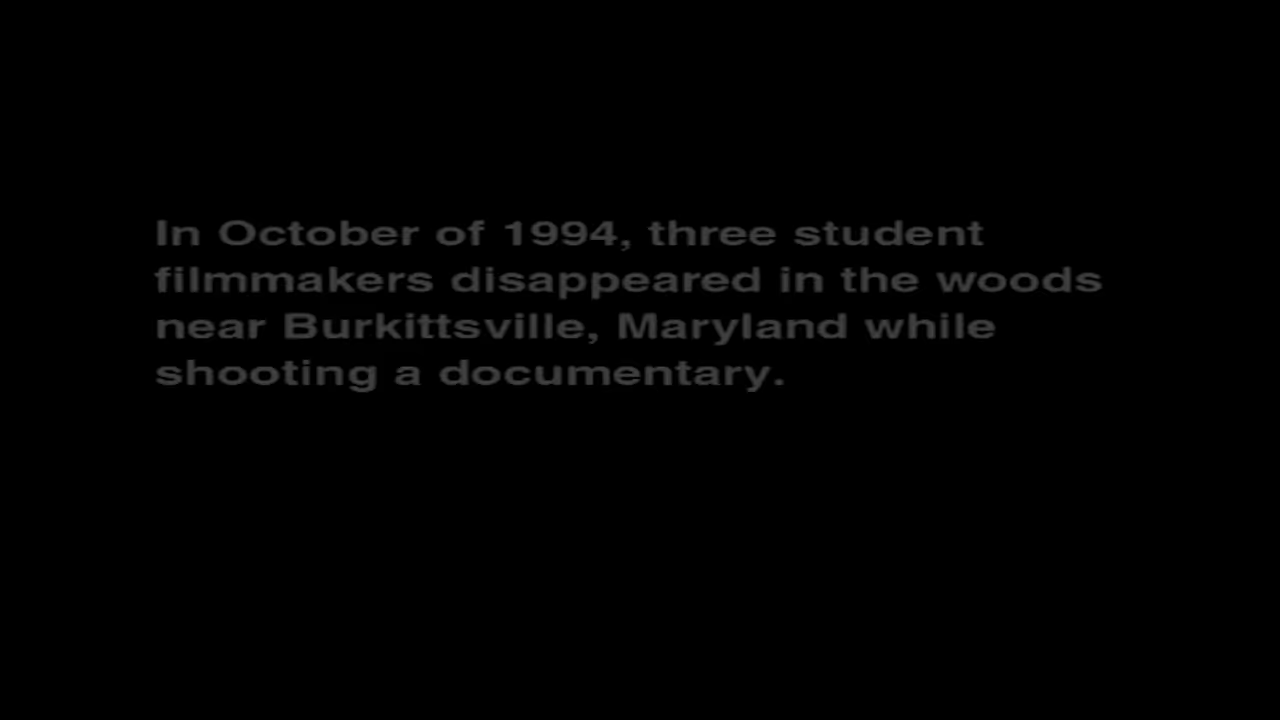 In October of 1994, three student
filmmakers disappeared in the woods
near Burkittsville, Maryland while
shooting a documentary.